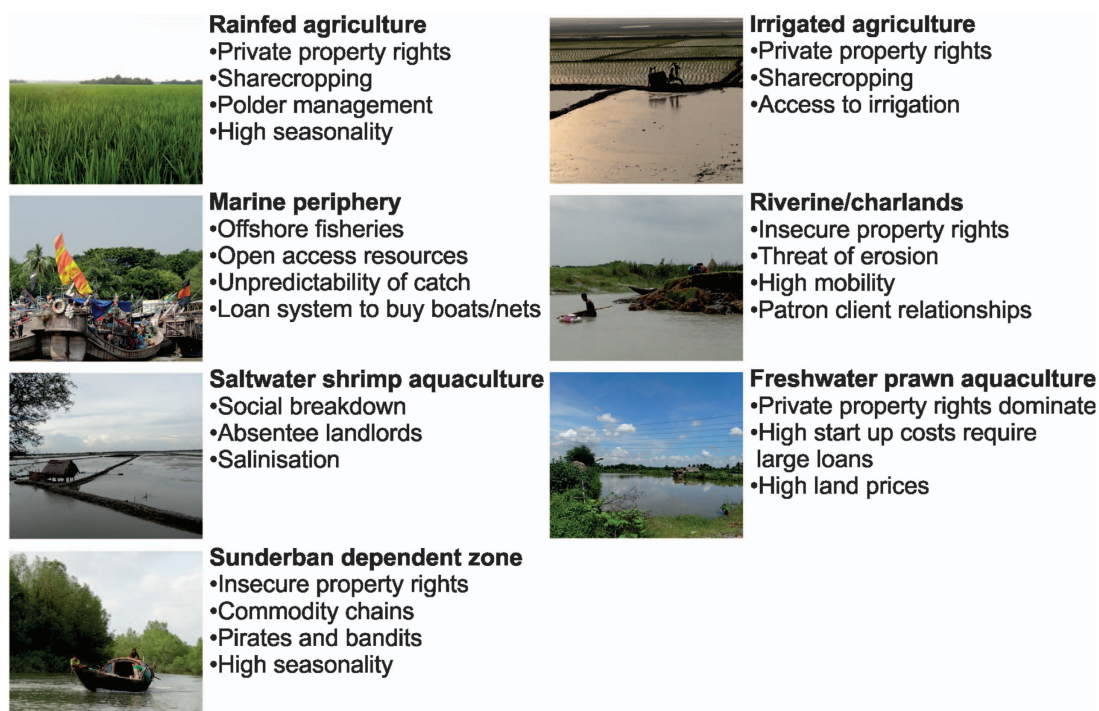 Rainfed agriculture
•Private property rights
•Sharecropping
•Polder management
•High seasonality
Irrigated agriculture
•Private property rights
•Sharecropping
•Access to irrigation
Marine periphery
•Offshore fisheries
•Open access resources
•Unpredictability of catch
•Loan system to buy boats/nets
Riverine/charlands
•Insecure property rights
•Threat of erosion
•High mobility
•Patron client relationships
Saltwater shrimp aquaculture
•Social breakdown
•Absentee landlords
•Salinisation
Freshwater prawn aquaculture
•Private property rights dominate
•High start up costs require
large loans
•High land prices
Sunderban dependent zone
•Insecure property rights
•Commodity chains
•Pirates and bandits
•High seasonality